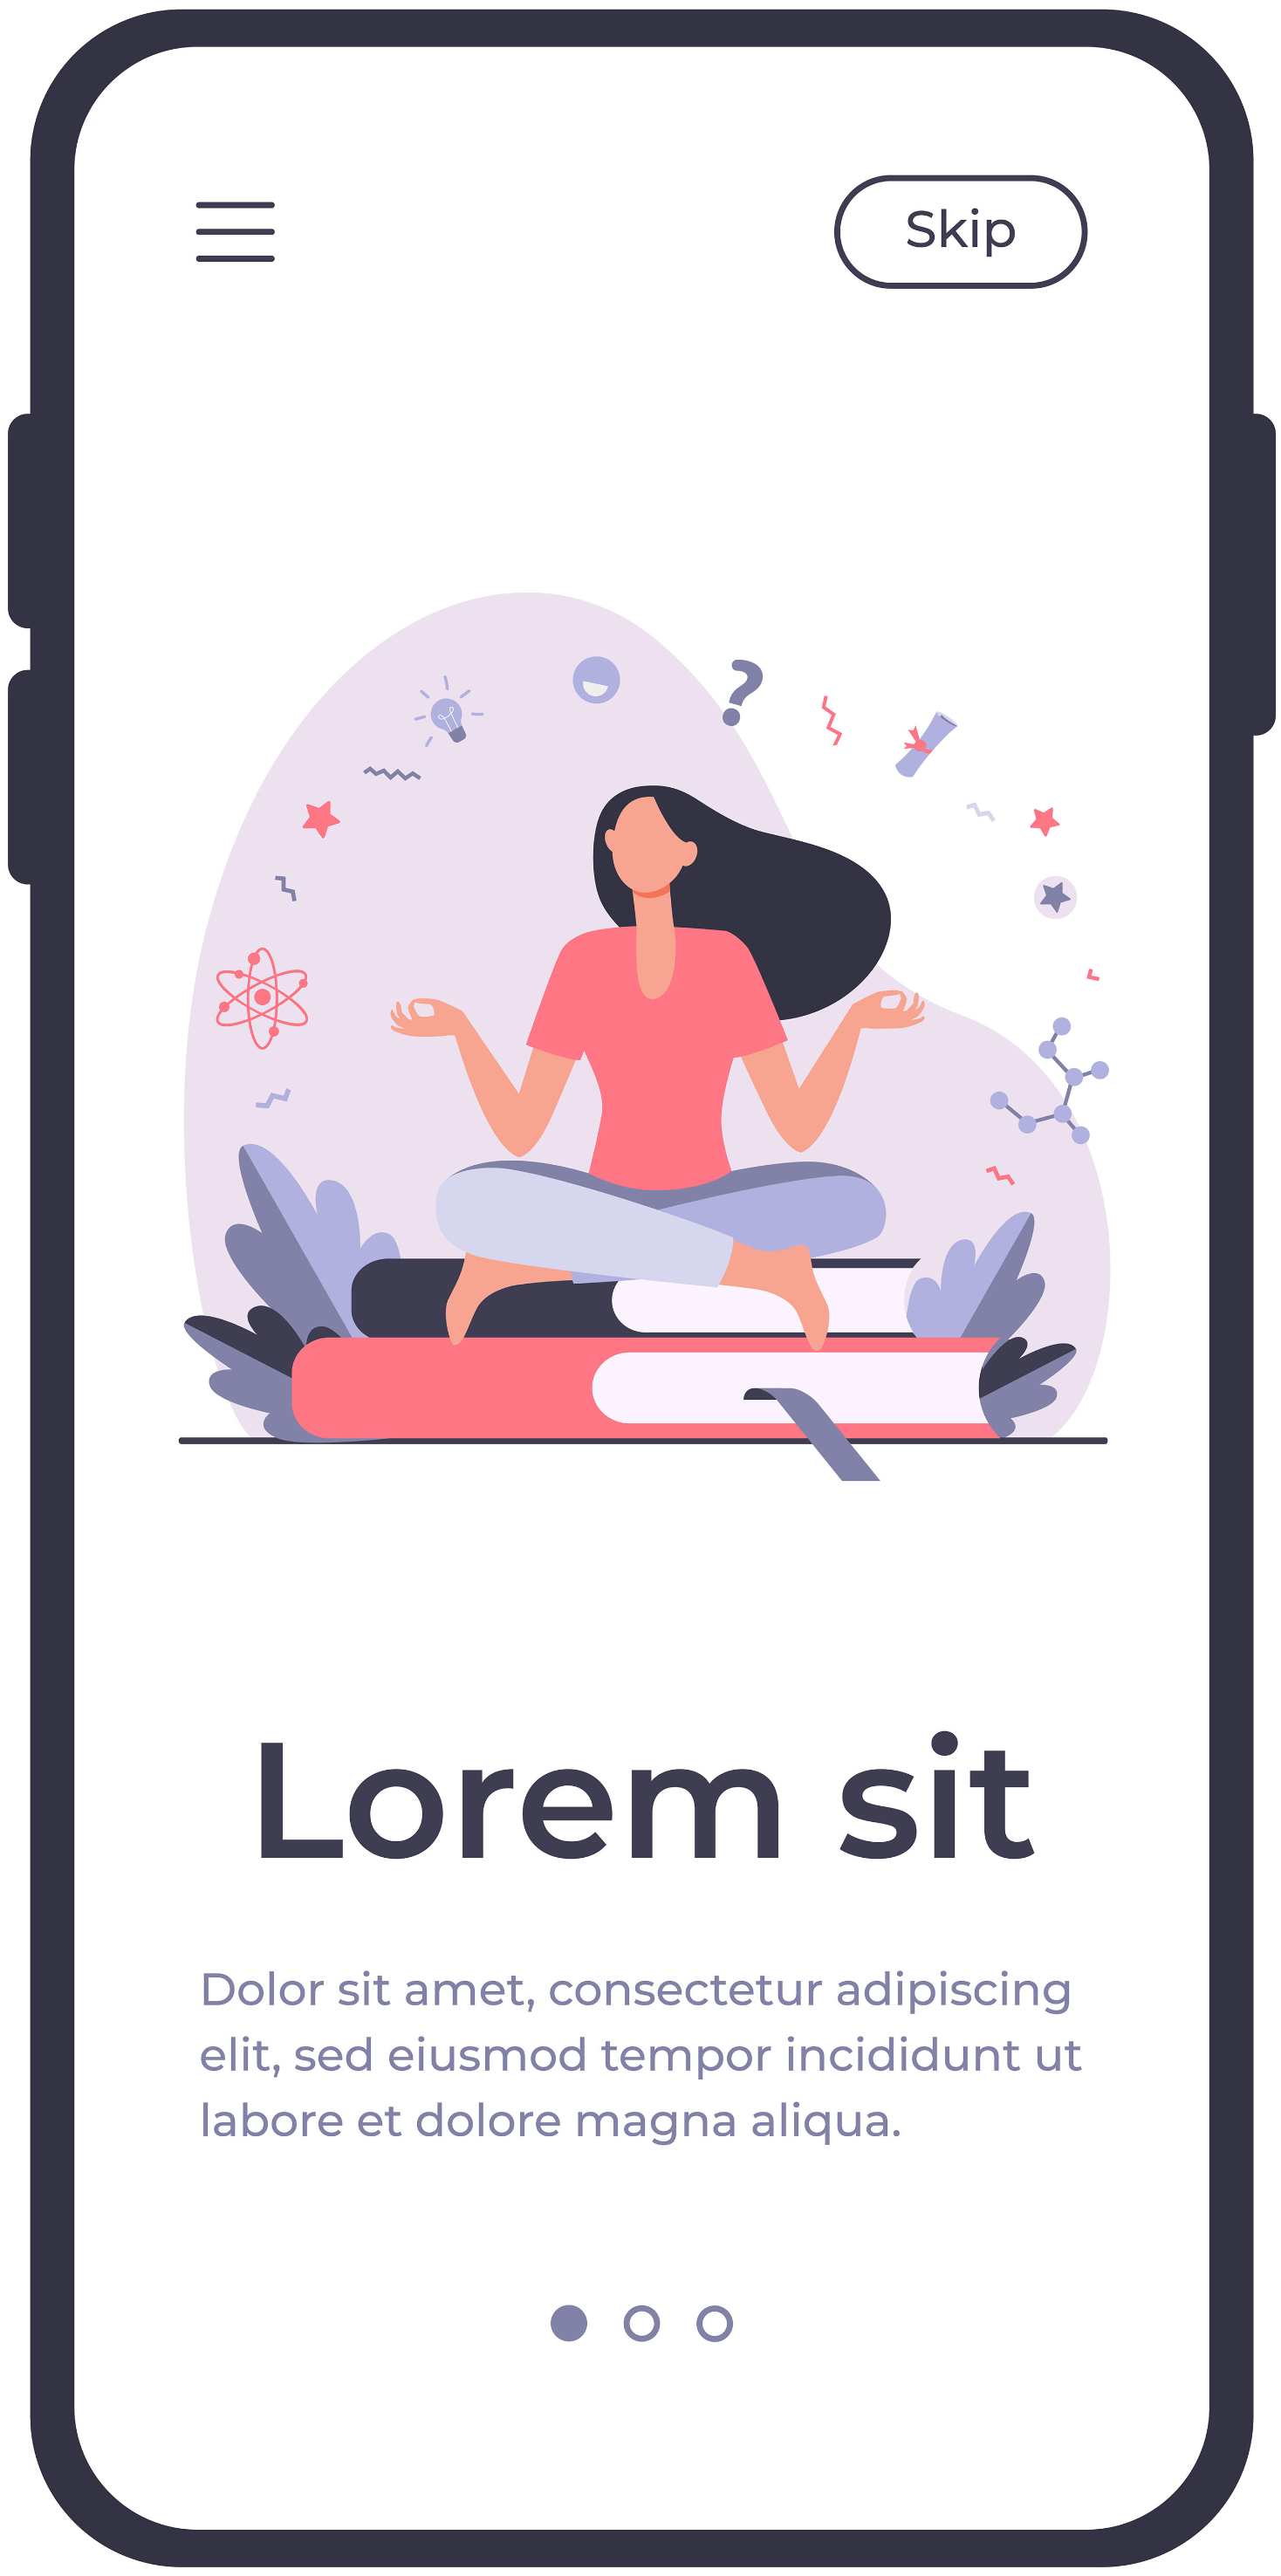 Skip
?
Lorem sit
Dolor sit amet, consectetur adipiscing
elit, sed eiusmod tempor incididunt ut
labore et dolore magna aliqua.